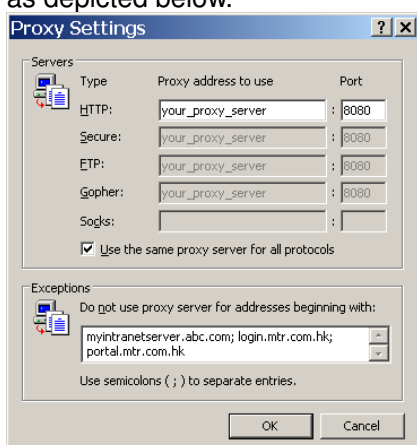 as depicted below.
Proxy Settings
Servers
Type Proxy address to use Port
HTTP: your_proxy_server : 8080
Secure: your_proxy_server : 8080
FTP: your_proxy_server : 8080
Gopher: your_proxy_server : 8080
Socks: :
Use the same proxy server for all protocols
Exceptions
Do not use proxy server for addresses beginning with:
myintranetserver.abc.com; login.mtr.com.hk;
portal.mtr.com.hk
Use semicolons ( ; ) to separate entries.
OK Cancel